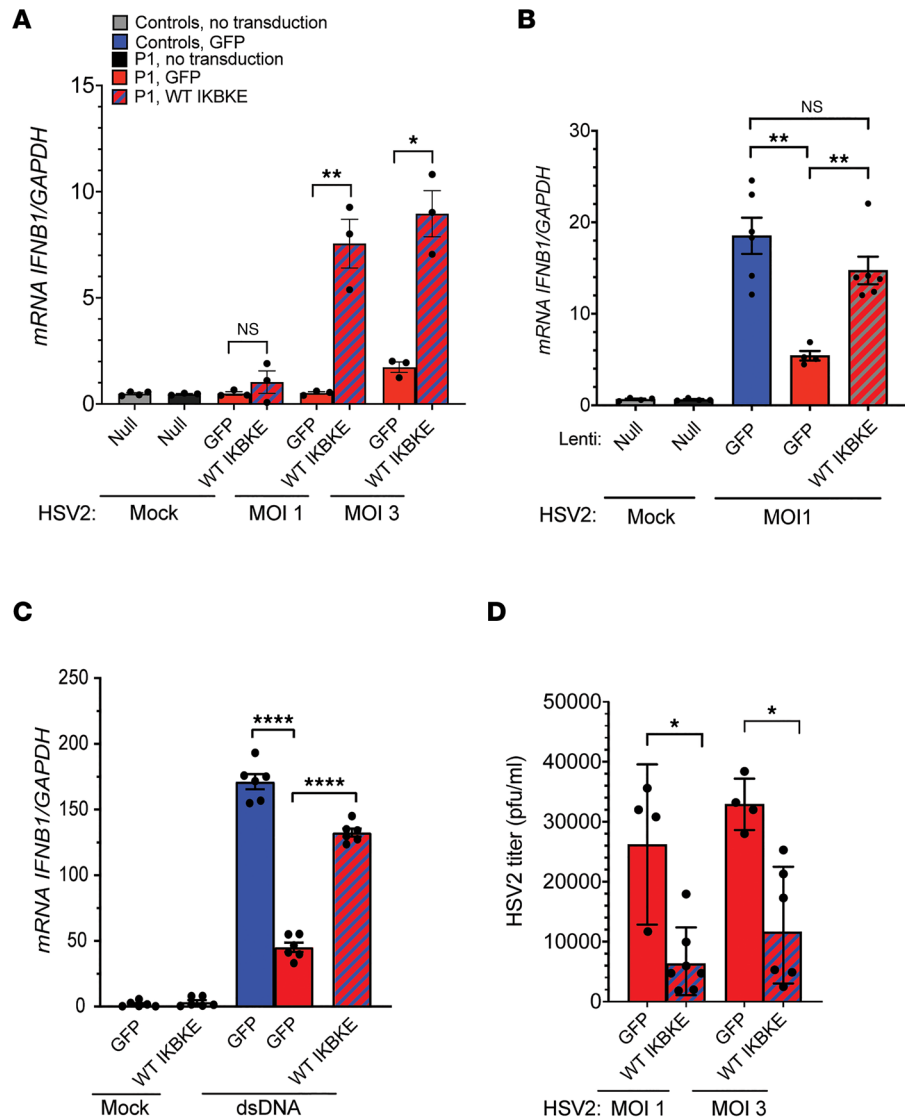 A
Controls, no transduction
Controls, GFP
P1, no transduction
P1, GFP
P1, WT IKBKE
mRNA IFNB1/GAPDH
15
10
5
0
NS
**
*
Null
Null
GFP
WT IKBKE
GFP
WT IKBKE
GFP
WT IKBKE
HSV2:
Mock
MOI 1
MOI 3
B
mRNA IFNB1/GAPDH
30
20
10
0
NS
**
**
Lenti:
Null
Null
GFP
GFP
WT IKBKE
HSV2:
Mock
MOI1
C
mRNA IFNB1/GAPDH
250
200
150
100
50
0
****
****
GFP
WT IKBKE
GFP
GFP
WT IKBKE
Mock
dsDNA
D
HSV2 titer (pfu/ml)
50000
40000
30000
20000
10000
0
*
*
GFP
WT IKBKE
GFP
WT IKBKE
HSV2:
MOI 1
MOI 3